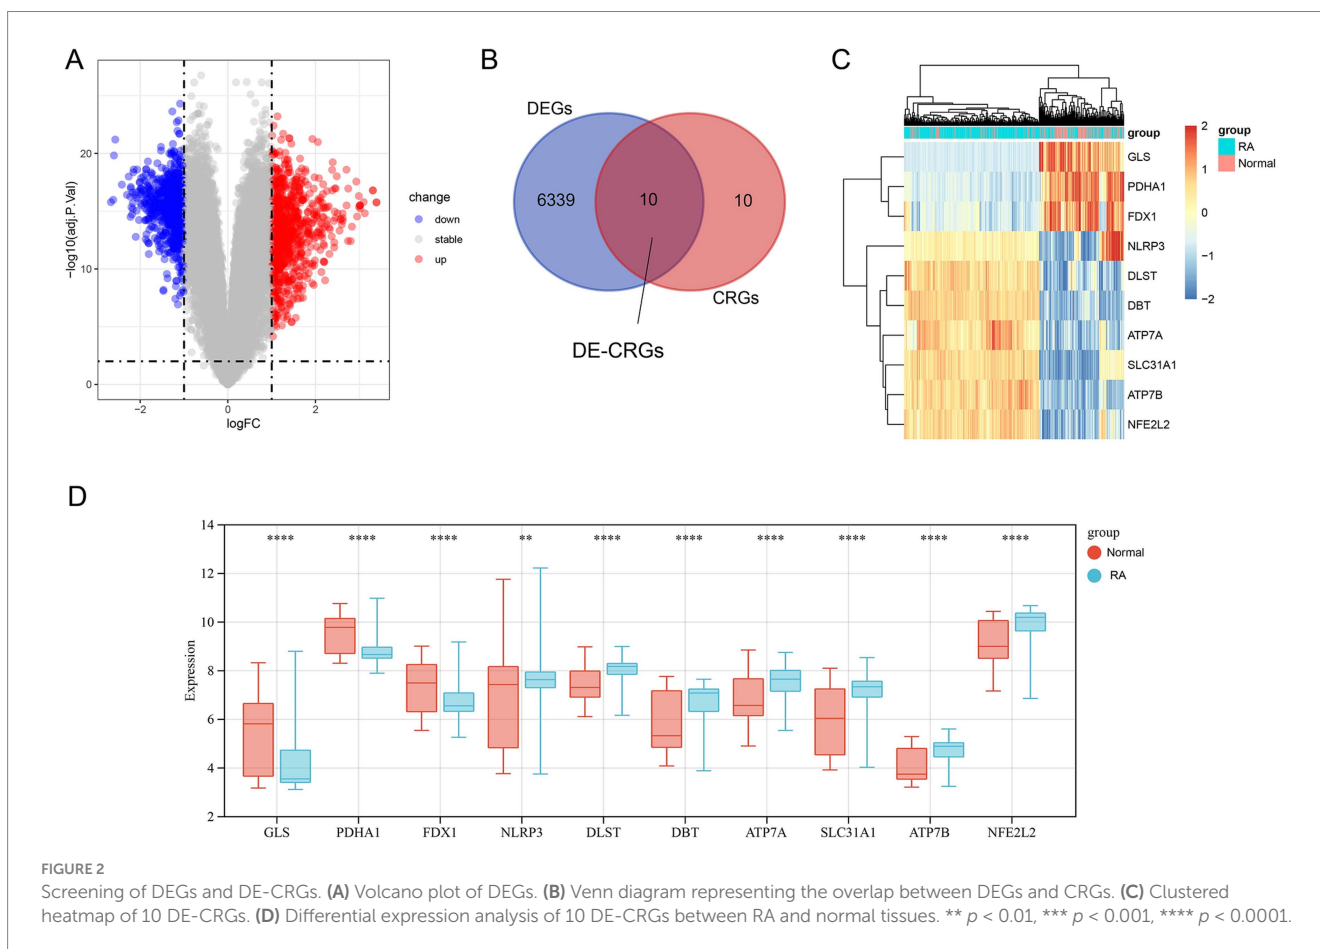 A
20
10
0
−log10(adj.P.Val)
−2
0
2
logFC
change
down
stable
up
B
DEGs
6339
10
10
CRGs
DE-CRGs
C
group
GLS
PDHA1
FDX1
NLRP3
DLST
DBT
ATP7A
SLC31A1
ATP7B
NFE2L2
2
1
0
−1
−2
group
RA
Normal
D
14
12
10
8
6
4
2
Expression
**** **** **** ** **** **** **** **** **** ****
GLS PDHA1 FDX1 NLRP3 DLST DBT ATP7A SLC31A1 ATP7B NFE2L2
group
Normal
RA
FIGURE 2
Screening of DEGs and DE-CRGs. (A) Volcano plot of DEGs. (B) Venn diagram representing the overlap between DEGs and CRGs. (C) Clustered
heatmap of 10 DE-CRGs. (D) Differential expression analysis of 10 DE-CRGs between RA and normal tissues. ** p < 0.01, *** p < 0.001, **** p < 0.0001.